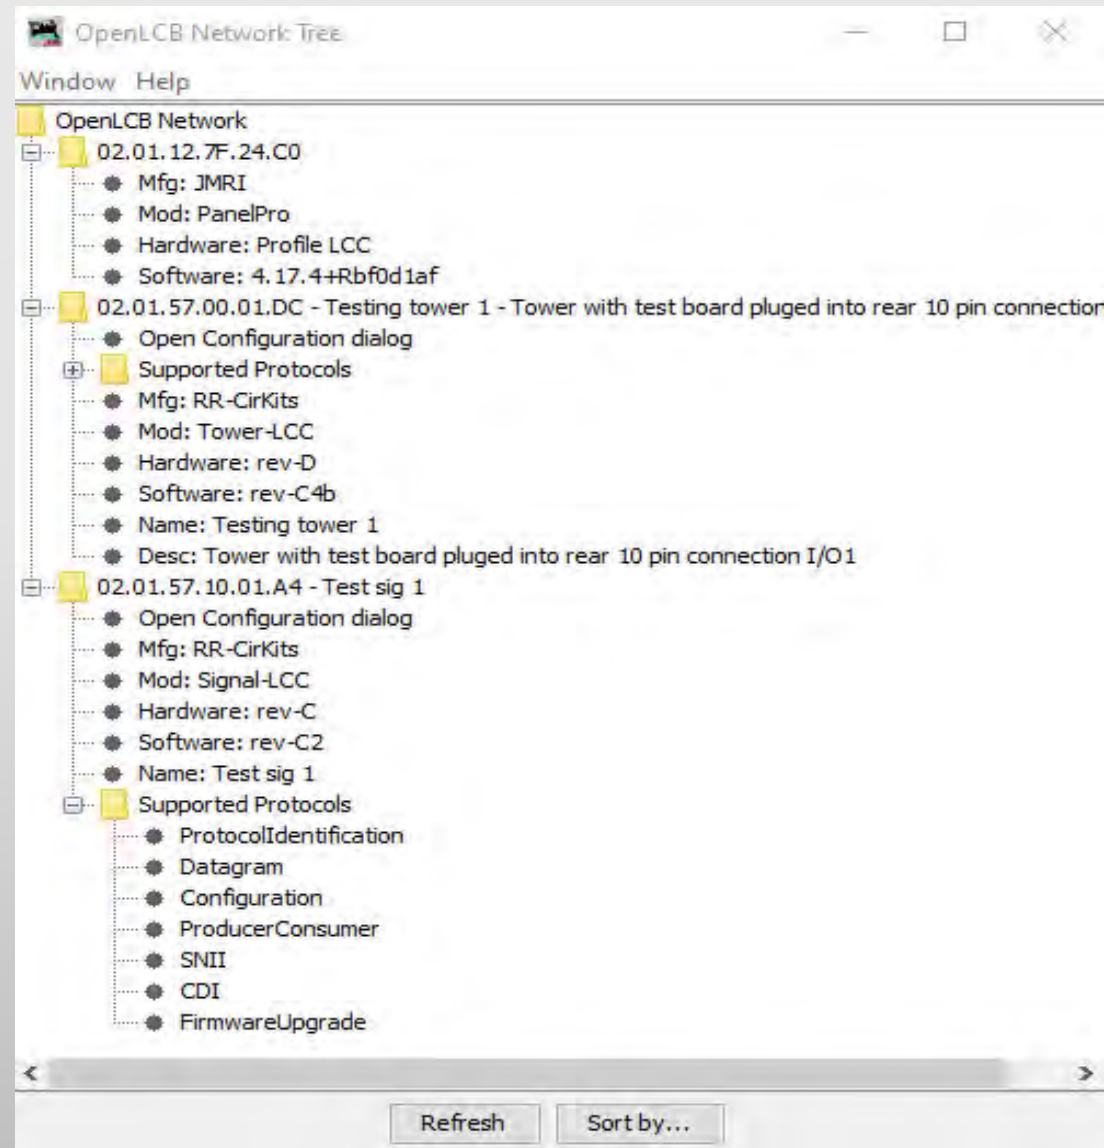 OpenLCB Network Tree
Window Help
OpenLCB Network
02.01.12.7F.24.C0
Mfg: JMRI
Mod: PanelPro
Hardware: Profile LCC
Software: 4.17.4+Rbf0d1af
02.01.57.00.01.DC - Testing tower 1 - Tower with test board pluged into rear 10 pin connection
Open Configuration dialog
Supported Protocols
Mfg: RR-CirKits
Mod: Tower-LCC
Hardware: rev-D
Software: rev-C4b
Name: Testing tower 1
Desc: Tower with test board pluged into rear 10 pin connection I/O1
02.01.57.10.01.A4 - Test sig 1
Open Configuration dialog
Mfg: RR-CirKits
Mod: Signal-LCC
Hardware: rev-C
Software: rev-C2
Name: Test sig 1
Supported Protocols
ProtocolIdentification
Datagram
Configuration
ProducerConsumer
SNII
CDI
FirmwareUpgrade
Refresh Sort by...